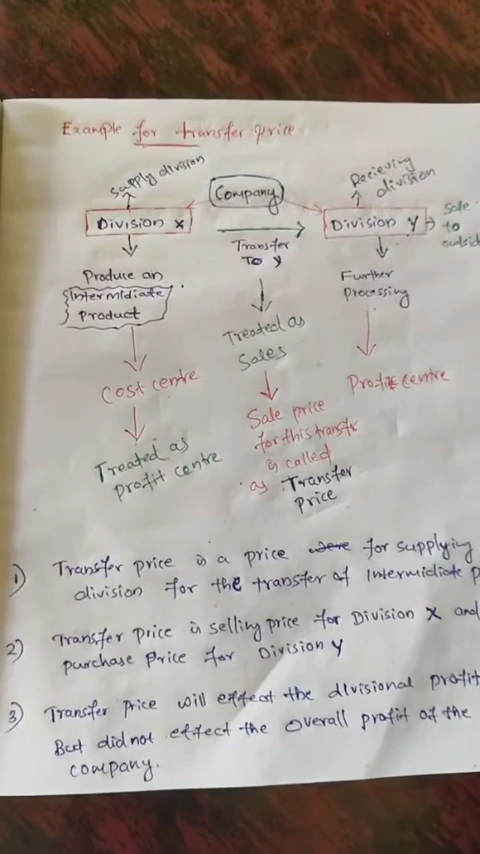 Example for transfer price
Supply division
Company
Recieving
division
Division X
Transfer
To Y
Division Y
Sale
to
outsid
Produce an
Intermidiate
Product
Treated as
Sales
Further
Processing
Cost centre
Treated as
profit centre
Sale price
for this transfr
is called
as Transfer
Price
Profit centre
1) Transfer price is a price for supplying
division for the transfer of Intermidiate p
2) Transfer Price is selling price for Division X and
purchase Price for Division Y
3) Transfer Price will effect the divisional profit
But did not effect the overall profit of the
company.